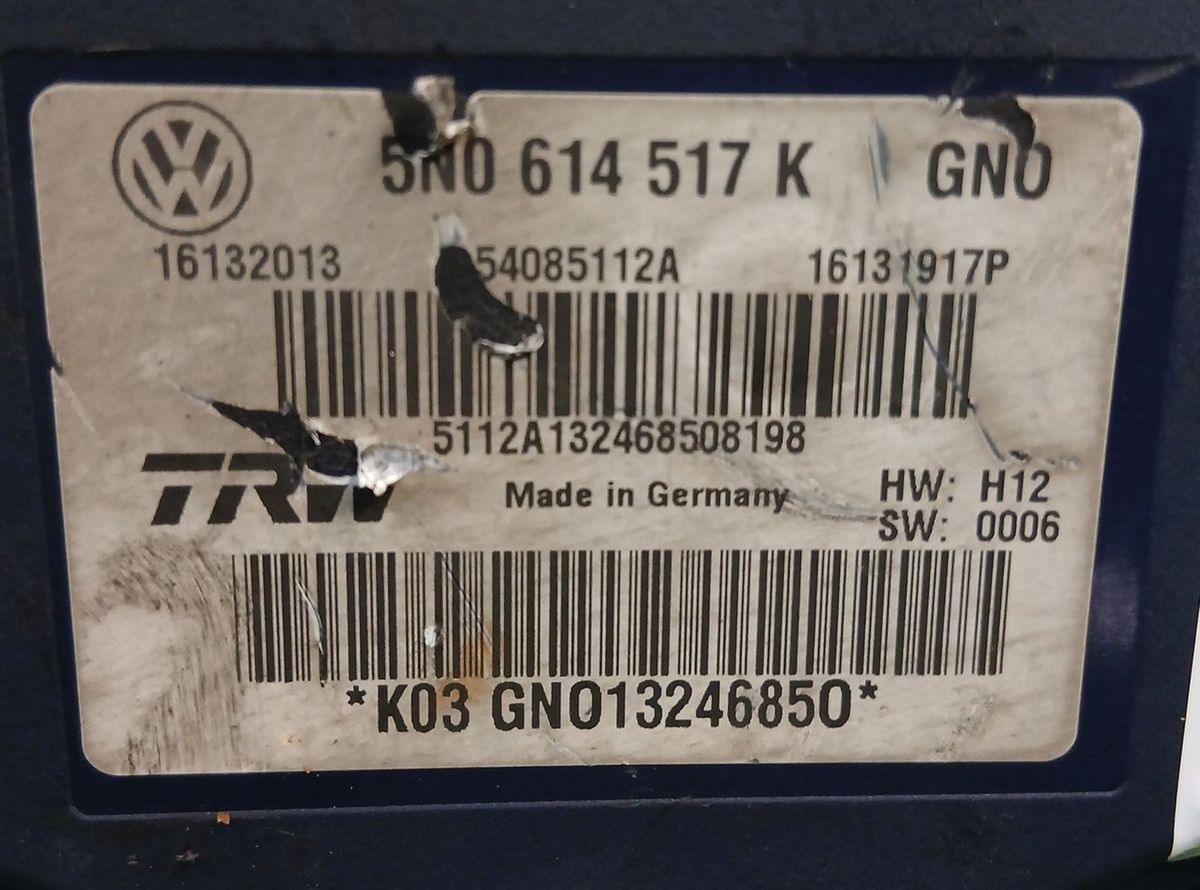 5N0 614 517 K GNO
16132013 54085112A 16131917P
5112A132468508198
TRW Made in Germany HW: H12
SW: 0006
*K03 GNO13246850*